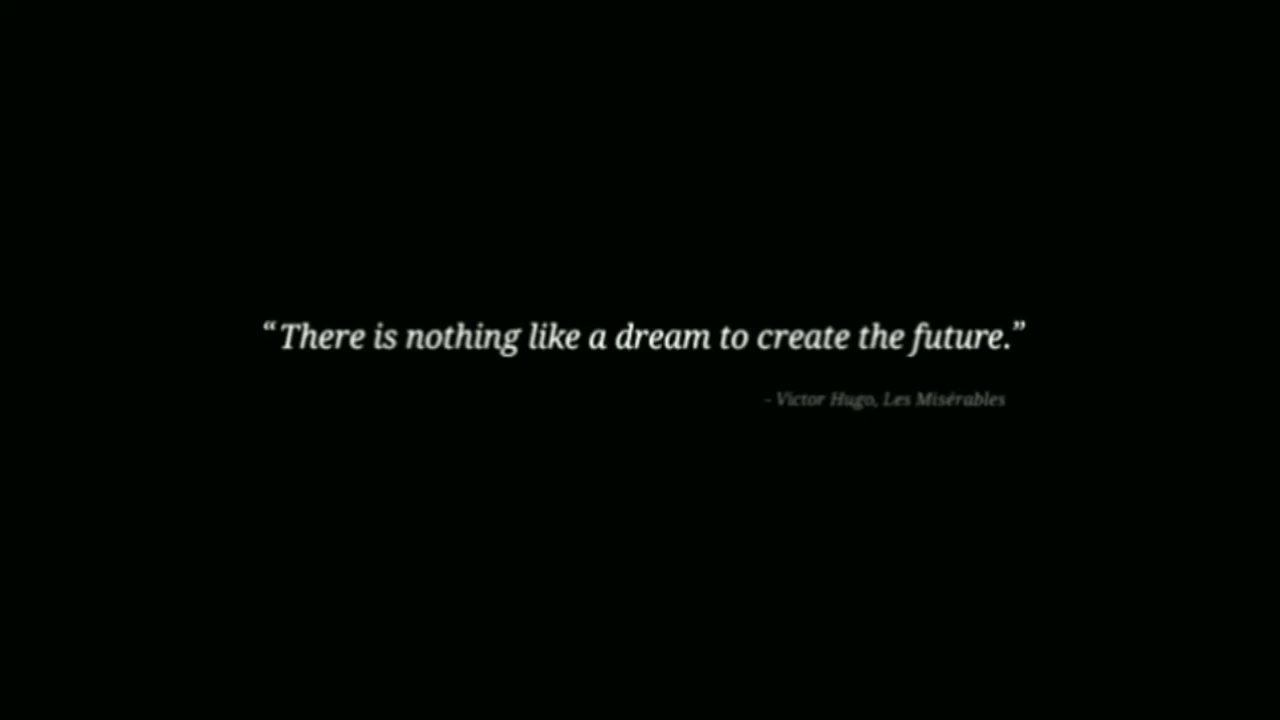 “There is nothing like a dream to create the future.”
- Victor Hugo, Les Misérables